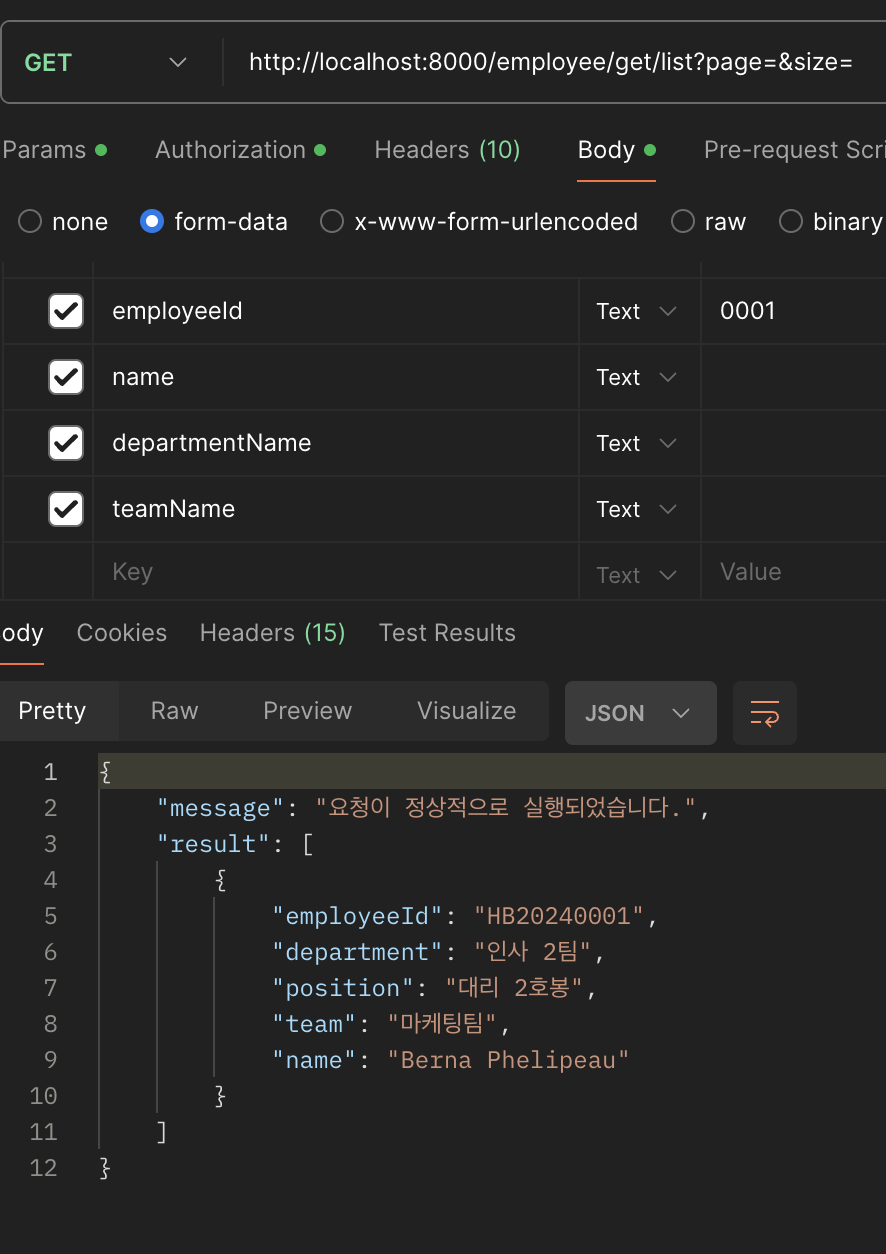 GET http://localhost:8000/employee/get/list?page=&size=
Params Authorization Headers (10) Body Pre-request Scri
none form-data x-www-form-urlencoded raw binary
employeeId Text 0001
name Text
departmentName Text
teamName Text
Key Text Value
ody Cookies Headers (15) Test Results
Pretty Raw Preview Visualize JSON
1 {
2 "message": "요청이 정상적으로 실행되었습니다.",
3 "result": [
4 {
5 "employeeId": "HB20240001",
6 "department": "인사 2팀",
7 "position": "대리 2호봉",
8 "team": "마케팅팀",
9 "name": "Berna Phelipeau"
10 }
11 ]
12 }